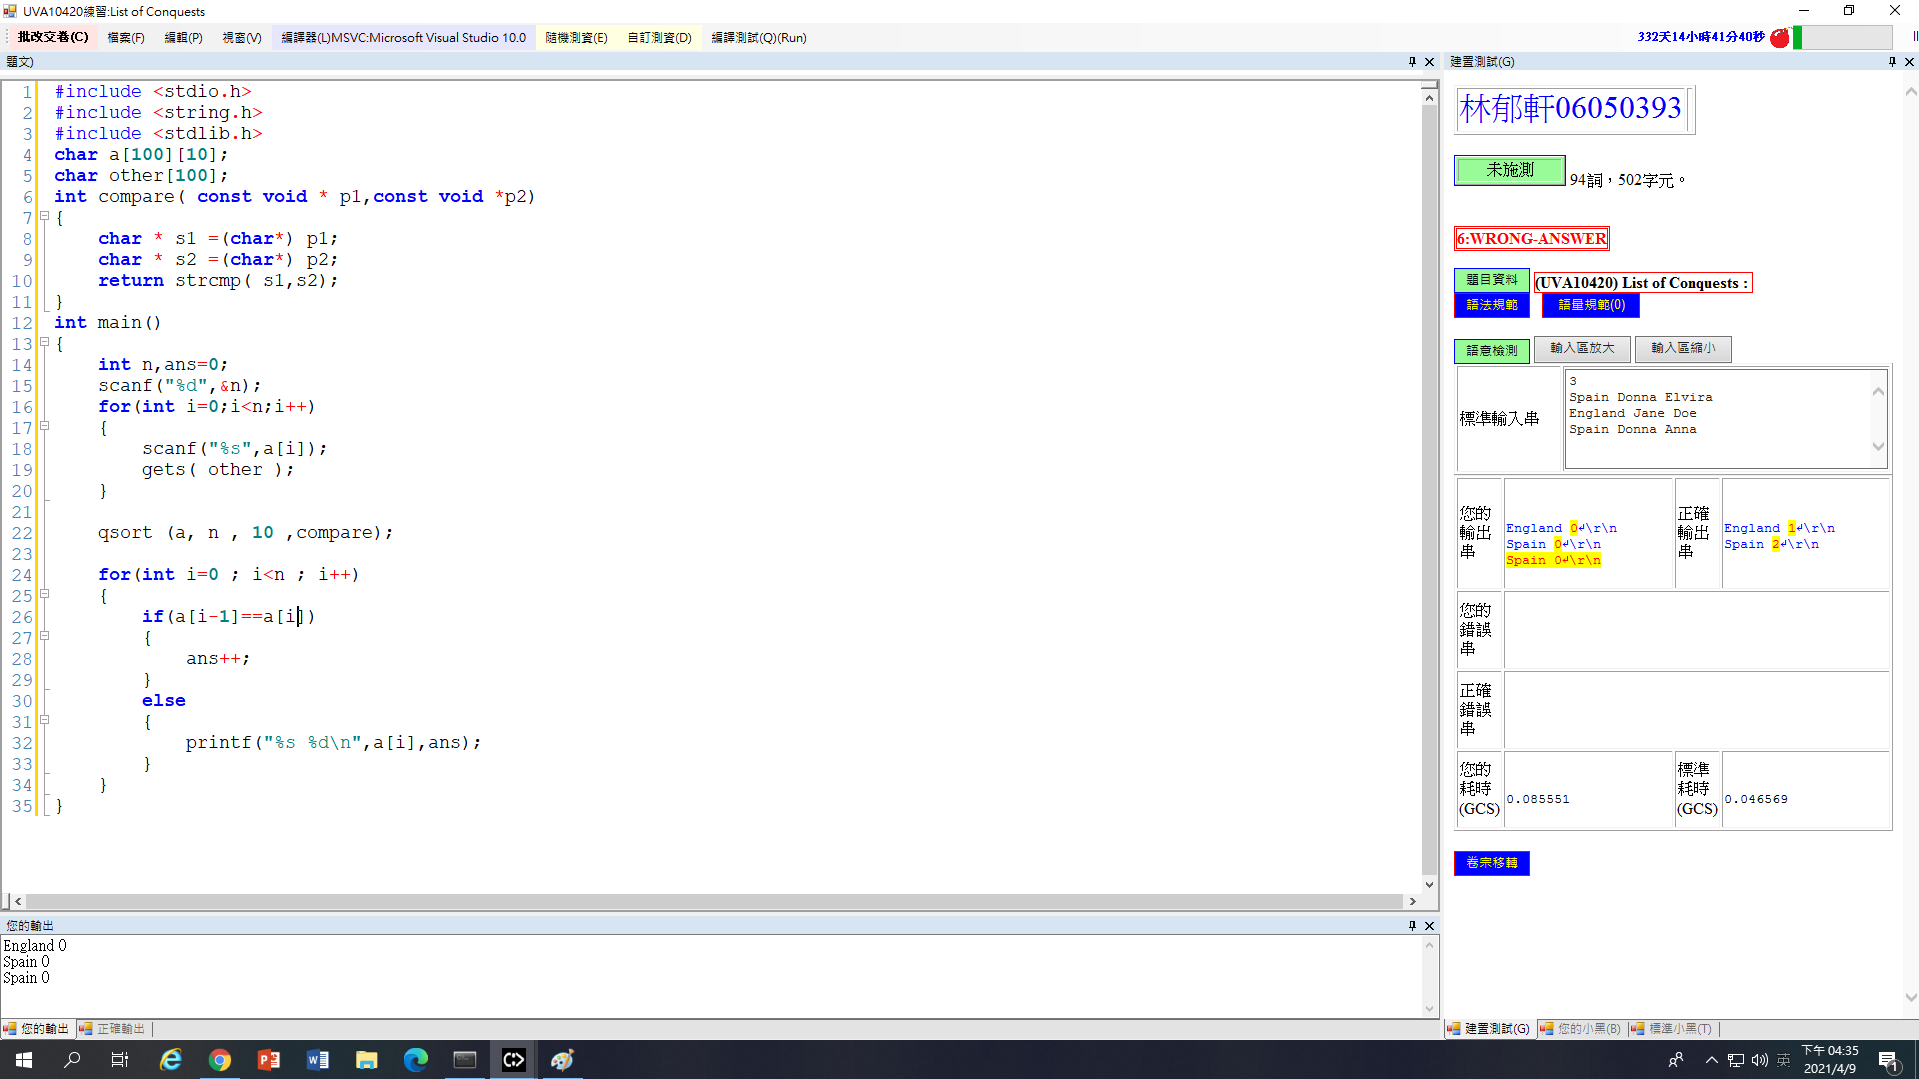 UVA10420練習:List of Conquests
批改交卷(C) 檔案(F) 編輯(P) 視窗(V) 編譯器(L)MSVC:Microsoft Visual Studio 10.0 隨機測資(E) 自訂測資(D) 編譯測試(Q)(Run) 332天14小時41分40秒
題文)
1 #include <stdio.h>
2 #include <string.h>
3 #include <stdlib.h>
4 char a[100][10];
5 char other[100];
6 int compare( const void * p1,const void *p2)
7 {
8 char * s1 =(char*) p1;
9 char * s2 =(char*) p2;
10 return strcmp( s1,s2);
11 }
12 int main()
13 {
14 int n,ans=0;
15 scanf("%d",&n);
16 for(int i=0;i<n;i++)
17 {
18 scanf("%s",a[i]);
19 gets( other );
20 }
21
22 qsort (a, n , 10 ,compare);
23
24 for(int i=0 ; i<n ; i++)
25 {
26 if(a[i-1]==a[i])
27 {
28 ans++;
29 }
30 else
31 {
32 printf("%s %d\n",a[i],ans);
33 }
34 }
35 }
您的輸出
England 0
Spain 0
Spain 0
您的輸出 正確輸出
建置測試(G)
林郁軒06050393
未施測 94詞，502字元。
6:WRONG-ANSWER
題目資料 (UVA10420) List of Conquests :
語法規範 語量規範(0)
語意檢測 輸入區放大 輸入區縮小
標準輸入串
3
Spain Donna Elvira
England Jane Doe
Spain Donna Anna
您的輸出串
England 0↲\r\n
Spain 0↲\r\n
Spain 0↲\r\n
正確輸出串
England 1↲\r\n
Spain 2↲\r\n
您的錯誤串
正確錯誤串
您的耗時(GCS) 0.085551
標準耗時(GCS) 0.046569
卷宗移轉
建置測試(G) 您的小黑(B) 標準小黑(T)
英
下午 04:35
2021/4/9
1